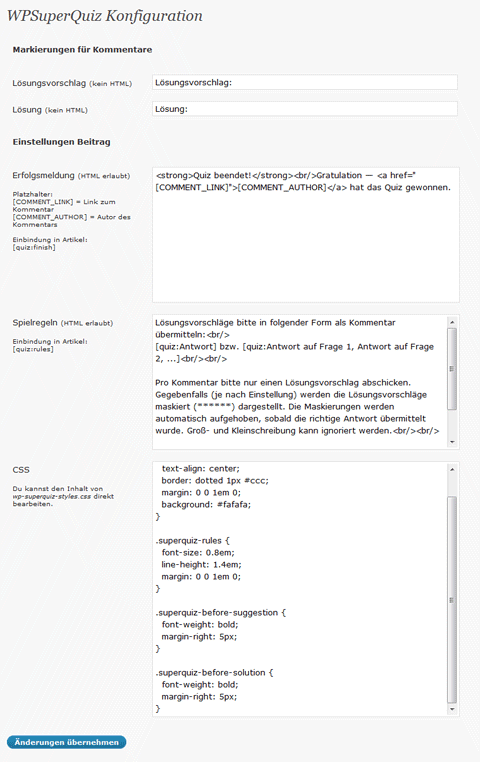 WPSuperQuiz Konfiguration
Markierungen für Kommentare
Lösungsvorschlag (kein HTML)
Lösungsvorschlag:
Lösung (kein HTML)
Lösung:
Einstellungen Beitrag
Erfolgsmeldung (HTML erlaubt)
Platzhalter:
[COMMENT_LINK] = Link zum
Kommentar
[COMMENT_AUTHOR] = Autor des
Kommentars
Einbindung in Artikel:
[quiz:finish]
<strong>Quiz beendet!</strong><br/>Gratulation — <a href="
[COMMENT_LINK]">[COMMENT_AUTHOR]</a> hat das Quiz gewonnen.
Spielregeln (HTML erlaubt)
Einbindung in Artikel:
[quiz:rules]
Lösungsvorschläge bitte in folgender Form als Kommentar
übermitteln:<br/>
[quiz:Antwort] bzw. [quiz:Antwort auf Frage 1, Antwort auf Frage
2, ...]<br/><br/>
Pro Kommentar bitte nur einen Lösungsvorschlag abschicken.
Gegebenfalls (je nach Einstellung) werden die Lösungsvorschläge
maskiert (******) dargestellt. Die Maskierungen werden
automatisch aufgehoben, sobald die richtige Antwort übermittelt
wurde. Groß- und Kleinschreibung kann ignoriert werden.<br/><br/>
CSS
Du kannst den Inhalt von
wp-superquiz-styles.css direkt
bearbeiten.
text-align: center;
border: dotted 1px #ccc;
margin: 0 0 1em 0;
background: #fafafa;
}
.superquiz-rules {
font-size: 0.8em;
line-height: 1.4em;
margin: 0 0 1em 0;
}
.superquiz-before-suggestion {
font-weight: bold;
margin-right: 5px;
}
.superquiz-before-solution {
font-weight: bold;
margin-right: 5px;
}
Änderungen übernehmen